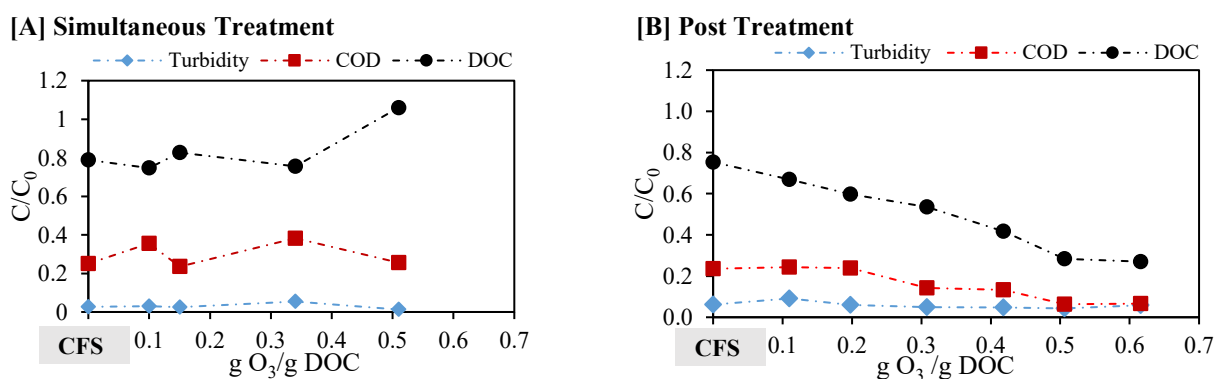 [A] Simultaneous Treatment
Turbidity COD DOC
1.2
1
0.8
0.6
0.4
0.2
0
C/C₀
CFS 0.1 0.2 0.3 0.4 0.5 0.6 0.7
g O₃/g DOC
[B] Post Treatment
Turbidity COD DOC
1.2
1.0
0.8
0.6
0.4
0.2
0.0
C/C₀
CFS 0.1 0.2 0.3 0.4 0.5 0.6 0.7
g O₃ /g DOC